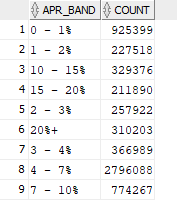 APR_BAND COUNT
1 0 - 1% 925399
2 1 - 2% 227518
3 10 - 15% 329376
4 15 - 20% 211890
5 2 - 3% 257922
6 20%+ 310203
7 3 - 4% 366989
8 4 - 7% 2796088
9 7 - 10% 774267